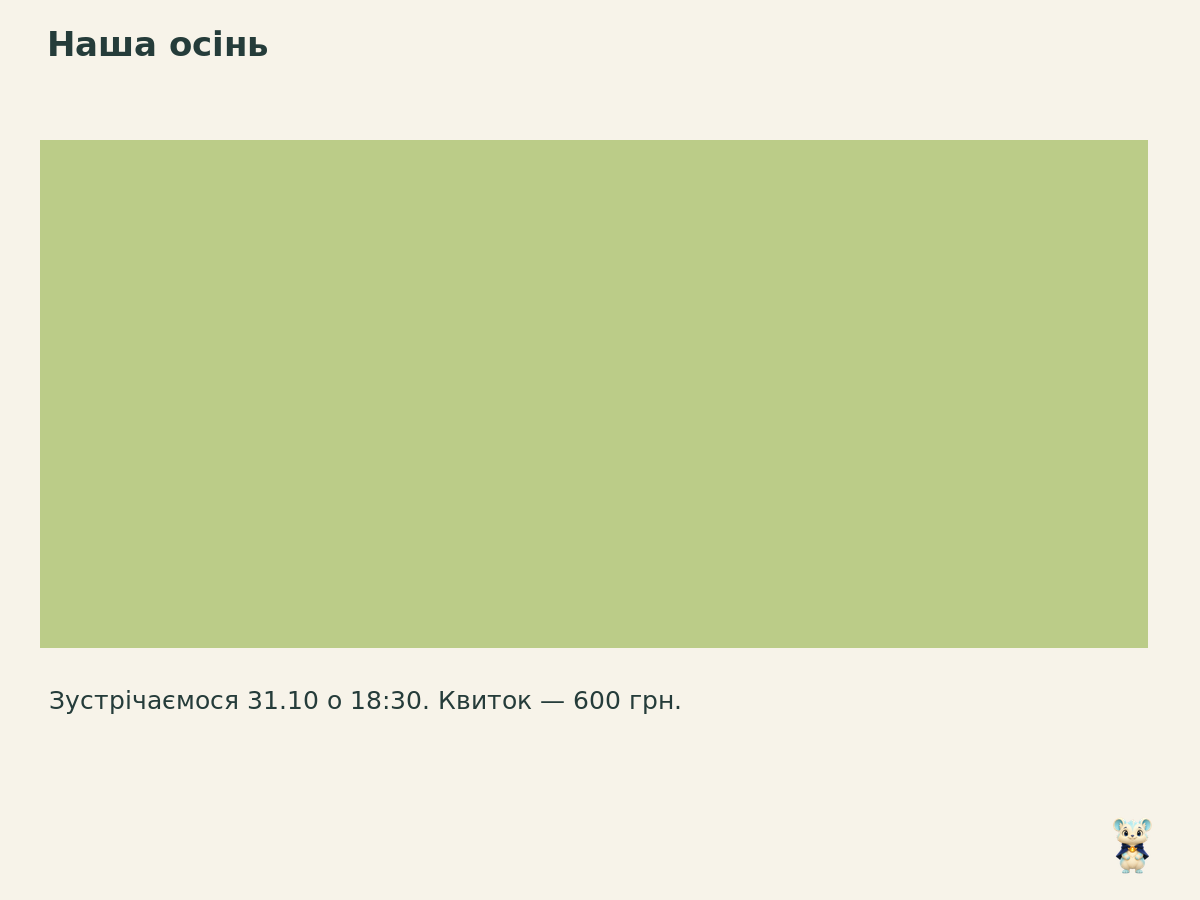 Наша осінь
Зустрічаємося 31.10 о 18:30. Квиток — 600 грн.